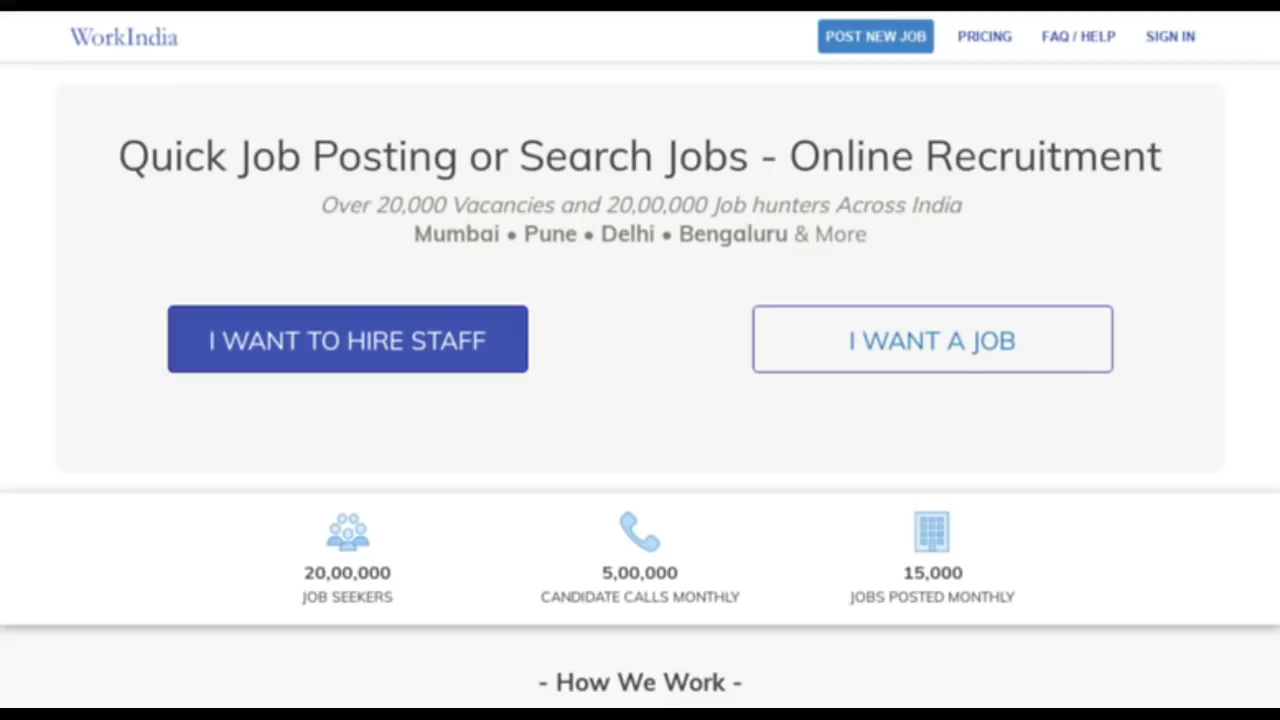 WorkIndia
POST NEW JOB
PRICING
FAQ / HELP
SIGN IN
Quick Job Posting or Search Jobs - Online Recruitment
Over 20,000 Vacancies and 20,00,000 Job hunters Across India
Mumbai • Pune • Delhi • Bengaluru & More
I WANT TO HIRE STAFF
I WANT A JOB
20,00,000
JOB SEEKERS
5,00,000
CANDIDATE CALLS MONTHLY
15,000
JOBS POSTED MONTHLY
- How We Work -